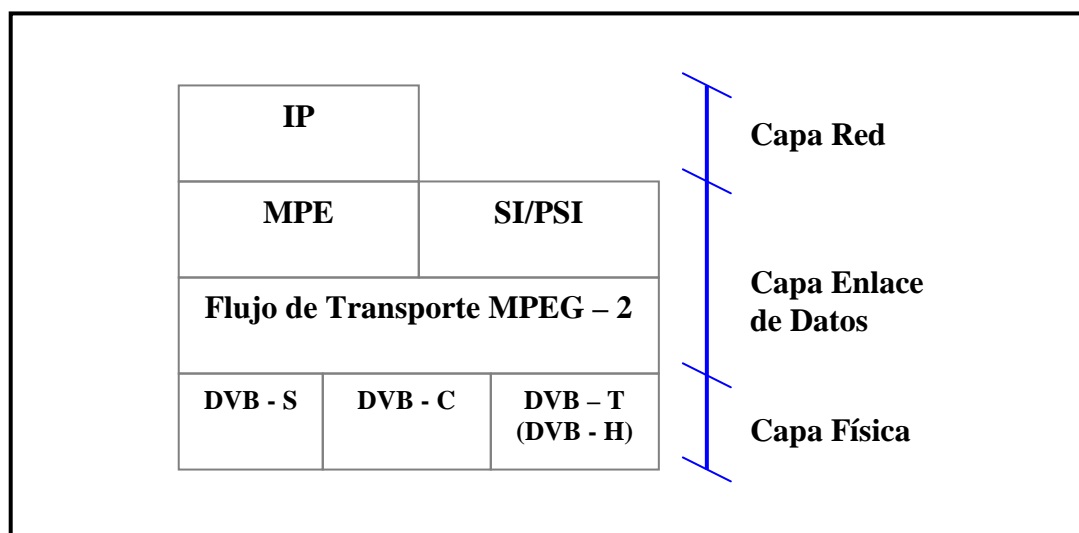 IP
Capa Red
MPE
SI/PSI
Capa Enlace
de Datos
Flujo de Transporte MPEG – 2
DVB - S
DVB - C
DVB – T
(DVB - H)
Capa Física